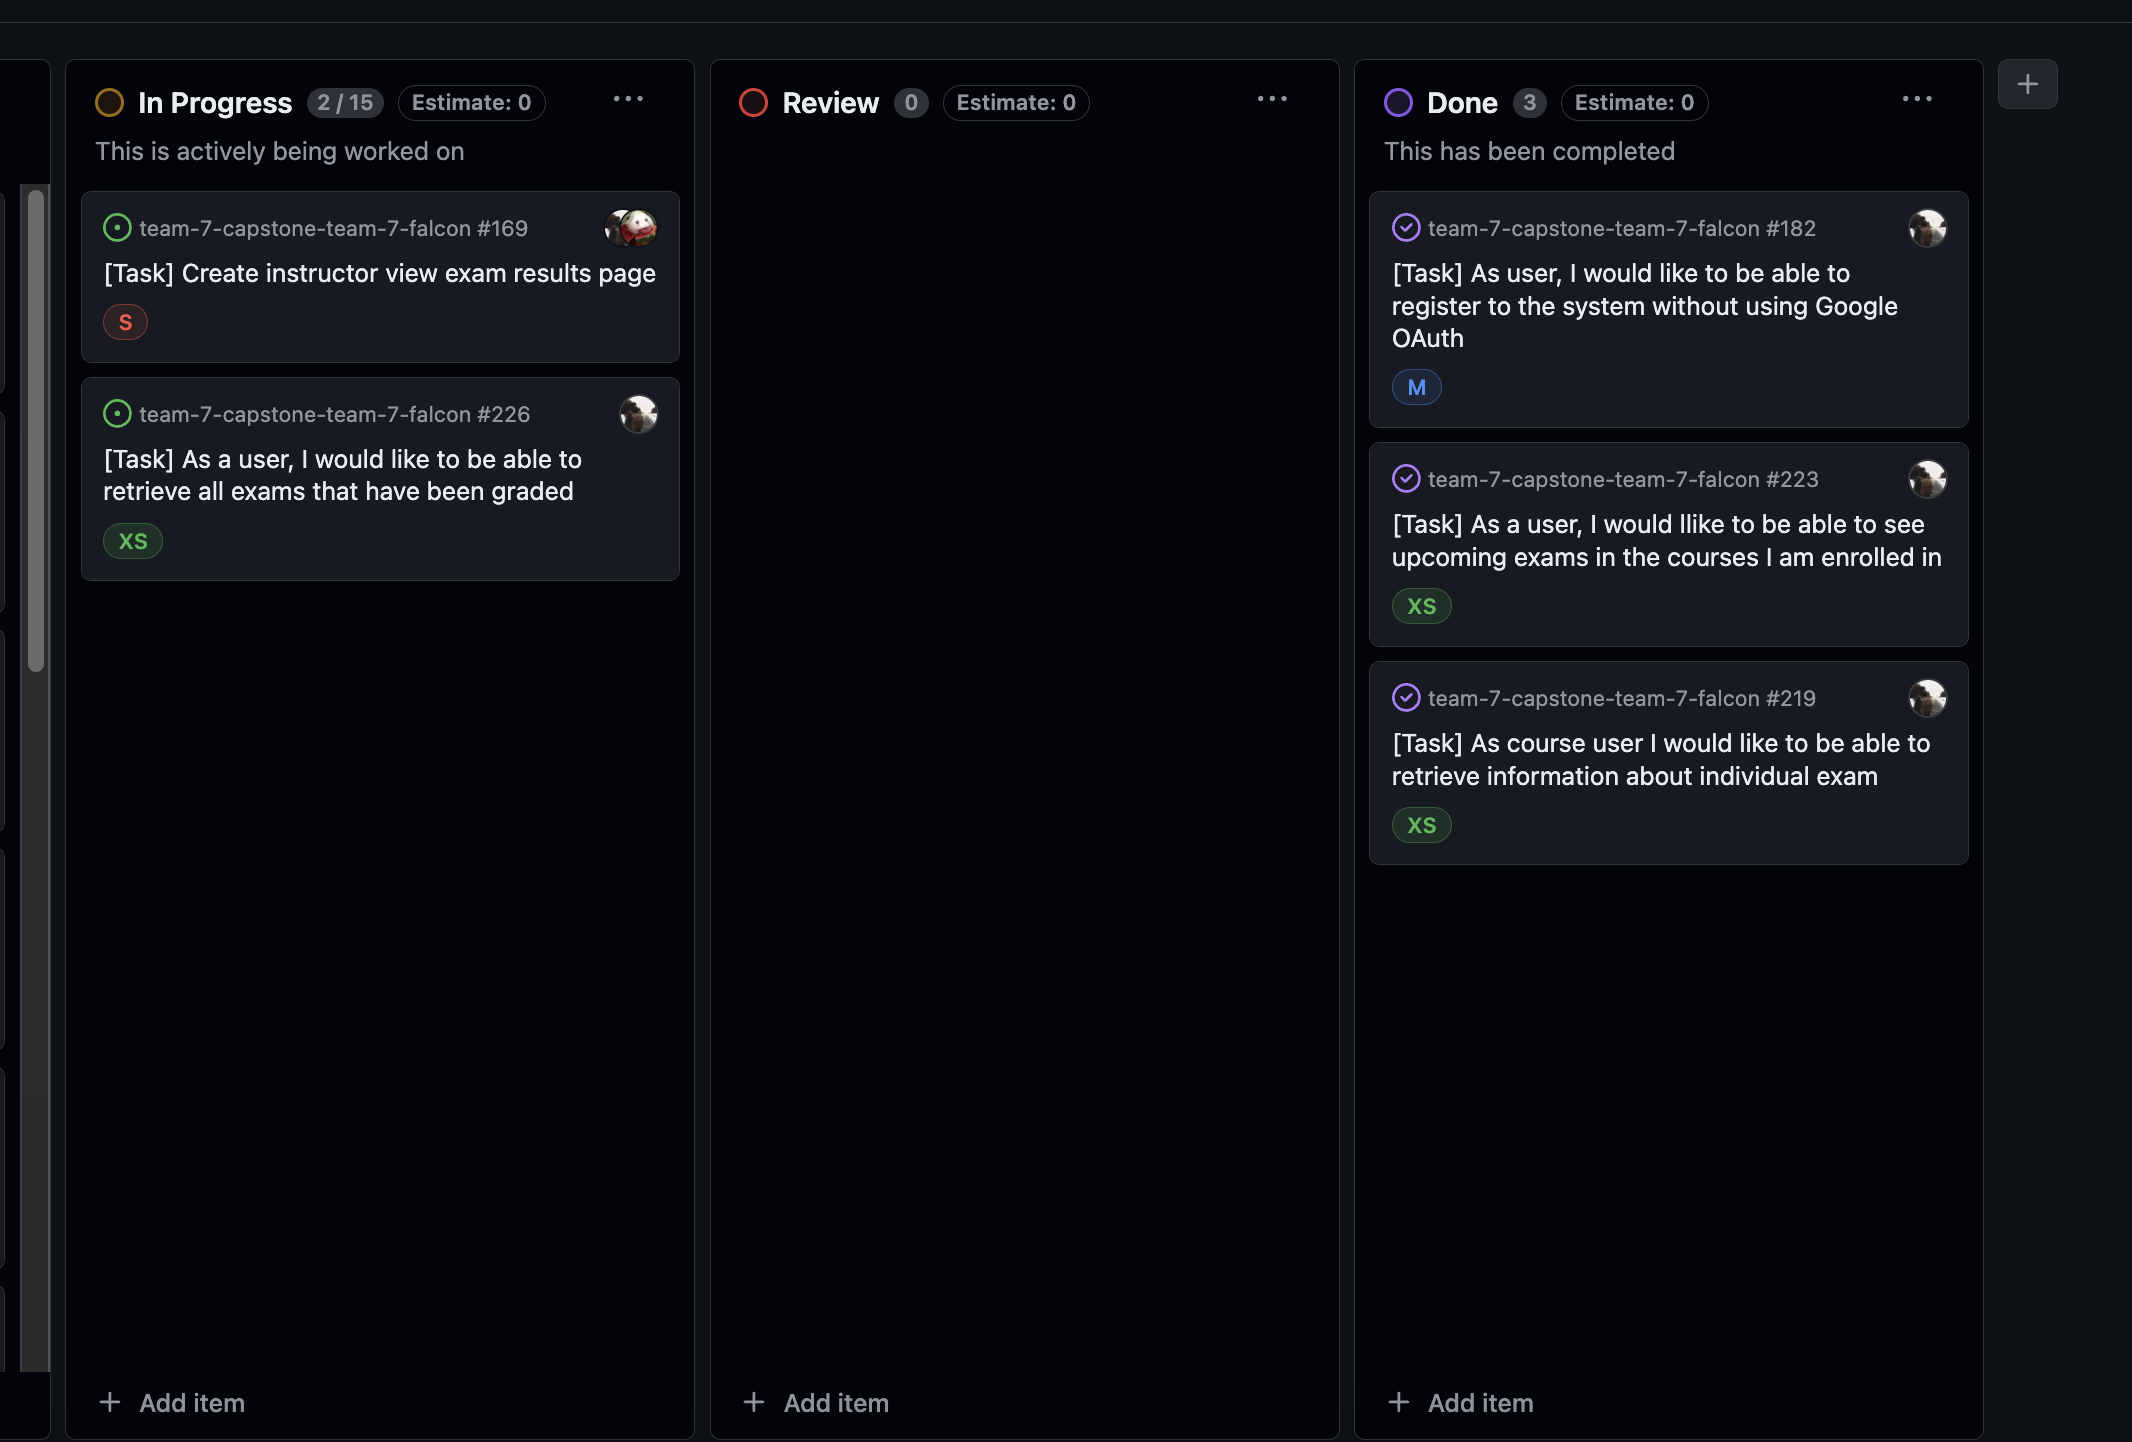 In Progress 2 / 15 Estimate: 0
This is actively being worked on
team-7-capstone-team-7-falcon #169
[Task] Create instructor view exam results page
S
team-7-capstone-team-7-falcon #226
[Task] As a user, I would like to be able to
retrieve all exams that have been graded
XS
Add item
Review 0 Estimate: 0
Add item
Done 3 Estimate: 0
This has been completed
team-7-capstone-team-7-falcon #182
[Task] As user, I would like to be able to
register to the system without using Google
OAuth
M
team-7-capstone-team-7-falcon #223
[Task] As a user, I would llike to be able to see
upcoming exams in the courses I am enrolled in
XS
team-7-capstone-team-7-falcon #219
[Task] As course user I would like to be able to
retrieve information about individual exam
XS
Add item